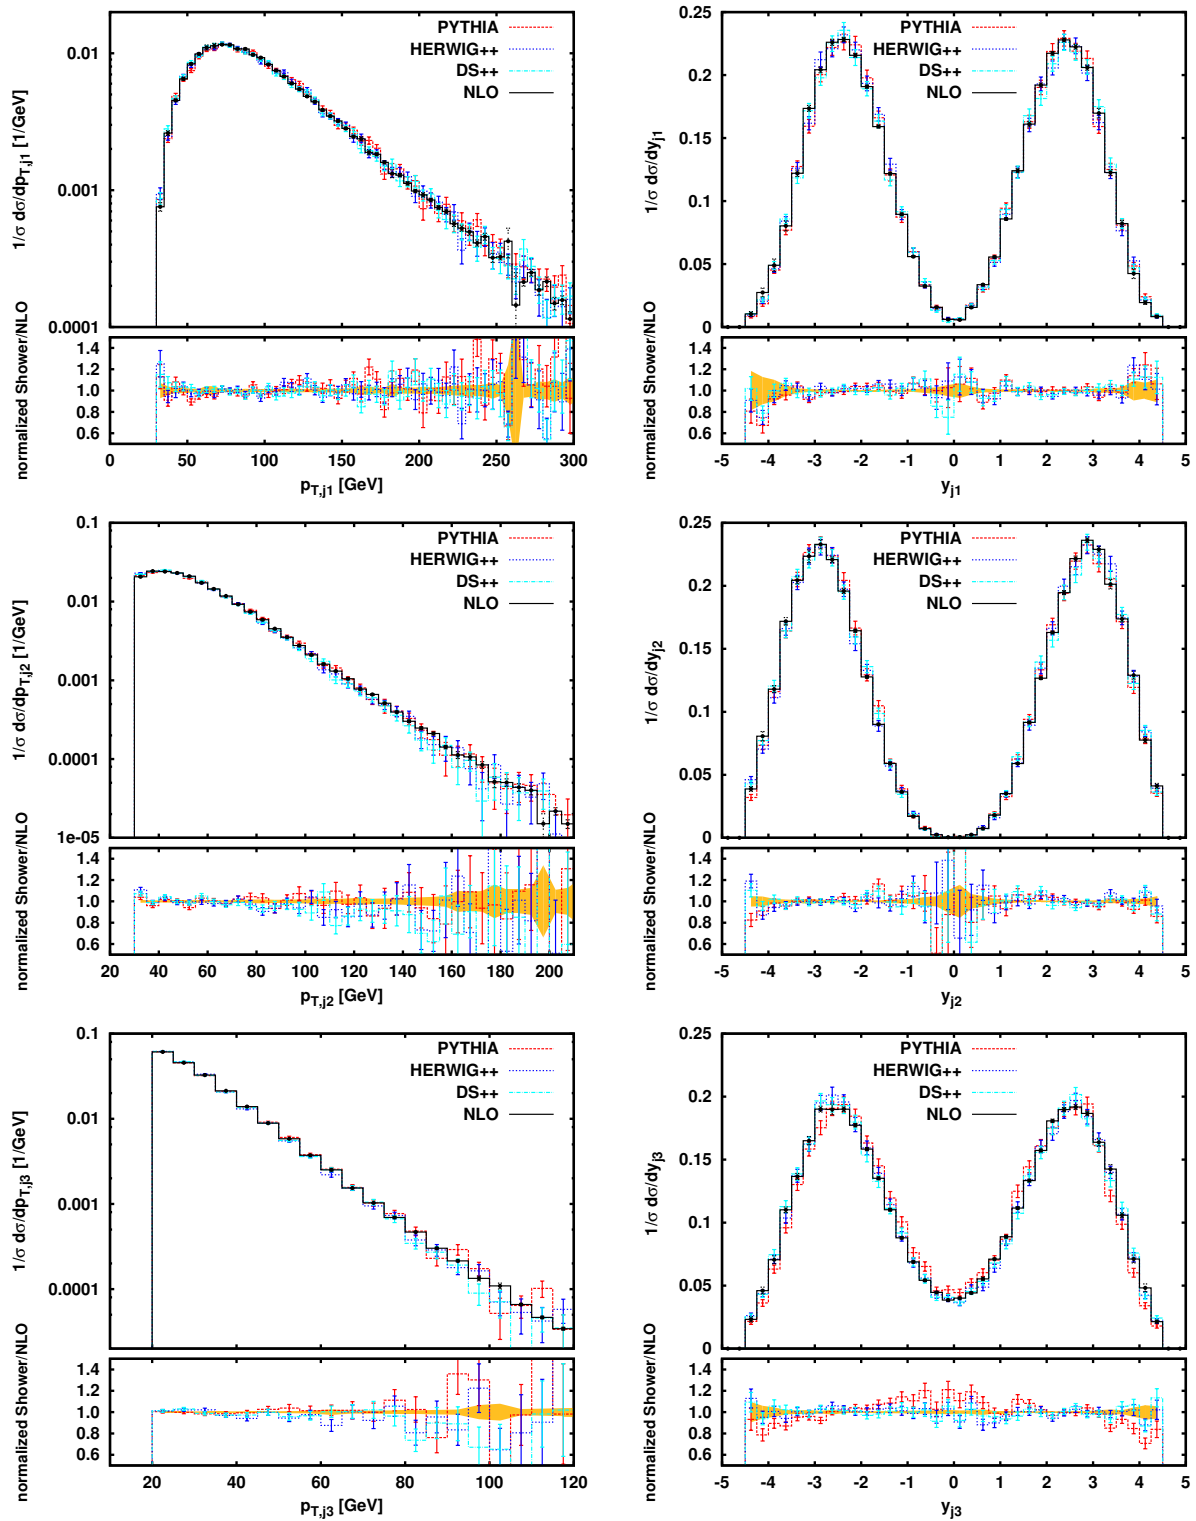 1/σ dσ/dpT,j1 [1/GeV]
0.01
0.001
0.0001
PYTHIA
HERWIG++
DS++
NLO
normalized Shower/NLO
1.4
1.2
1.0
0.8
0.6
0 50 100 150 200 250 300
pT,j1 [GeV]
1/σ dσ/dyj1
0.25
0.2
0.15
0.1
0.05
0
PYTHIA
HERWIG++
DS++
NLO
normalized Shower/NLO
1.4
1.2
1.0
0.8
0.6
-5 -4 -3 -2 -1 0 1 2 3 4 5
yj1
1/σ dσ/dpT,j2 [1/GeV]
0.1
0.01
0.001
0.0001
1e-05
PYTHIA
HERWIG++
DS++
NLO
normalized Shower/NLO
1.4
1.2
1.0
0.8
0.6
20 40 60 80 100 120 140 160 180 200
pT,j2 [GeV]
1/σ dσ/dyj2
0.25
0.2
0.15
0.1
0.05
0
PYTHIA
HERWIG++
DS++
NLO
normalized Shower/NLO
1.4
1.2
1.0
0.8
0.6
-5 -4 -3 -2 -1 0 1 2 3 4 5
yj2
1/σ dσ/dpT,j3 [1/GeV]
0.1
0.01
0.001
0.0001
PYTHIA
HERWIG++
DS++
NLO
normalized Shower/NLO
1.4
1.2
1.0
0.8
0.6
20 40 60 80 100 120
pT,j3 [GeV]
1/σ dσ/dyj3
0.25
0.2
0.15
0.1
0.05
0
PYTHIA
HERWIG++
DS++
NLO
normalized Shower/NLO
1.4
1.2
1.0
0.8
0.6
-5 -4 -3 -2 -1 0 1 2 3 4 5
yj3